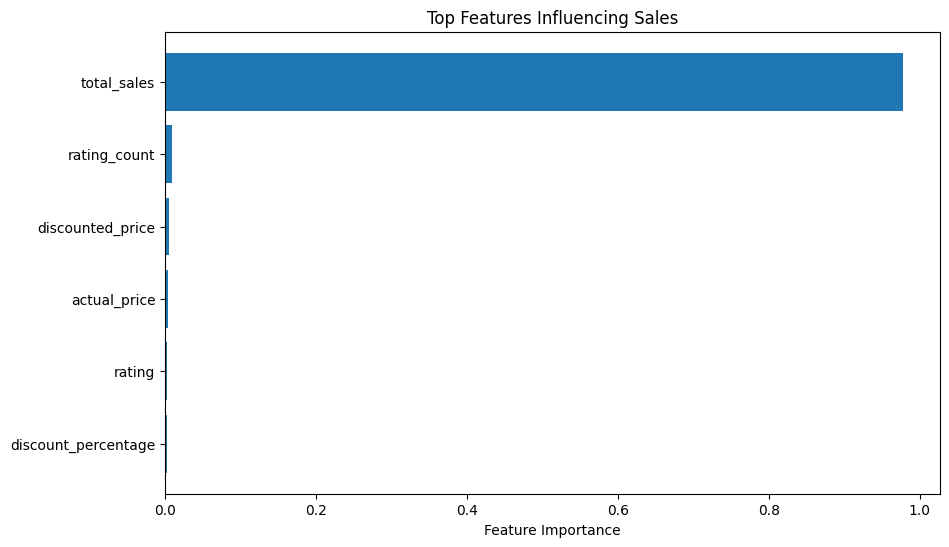 Top Features Influencing Sales
total_sales
rating_count
discounted_price
actual_price
rating
discount_percentage
0.0 0.2 0.4 0.6 0.8 1.0
Feature Importance